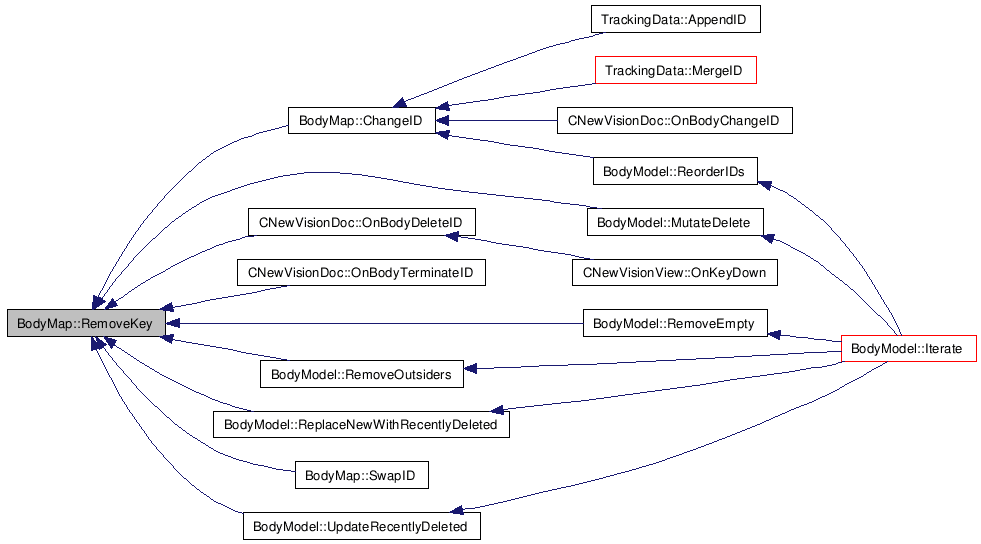 TrackingData::AppendID
TrackingData::MergeID
BodyMap::ChangeID
CNewVisionDoc::OnBodyChangeID
BodyModel::ReorderIDs
CNewVisionDoc::OnBodyDeleteID
BodyModel::MutateDelete
CNewVisionDoc::OnBodyTerminateID
CNewVisionView::OnKeyDown
BodyMap::RemoveKey
BodyModel::RemoveEmpty
BodyModel::Iterate
BodyModel::RemoveOutsiders
BodyModel::ReplaceNewWithRecentlyDeleted
BodyMap::SwapID
BodyModel::UpdateRecentlyDeleted